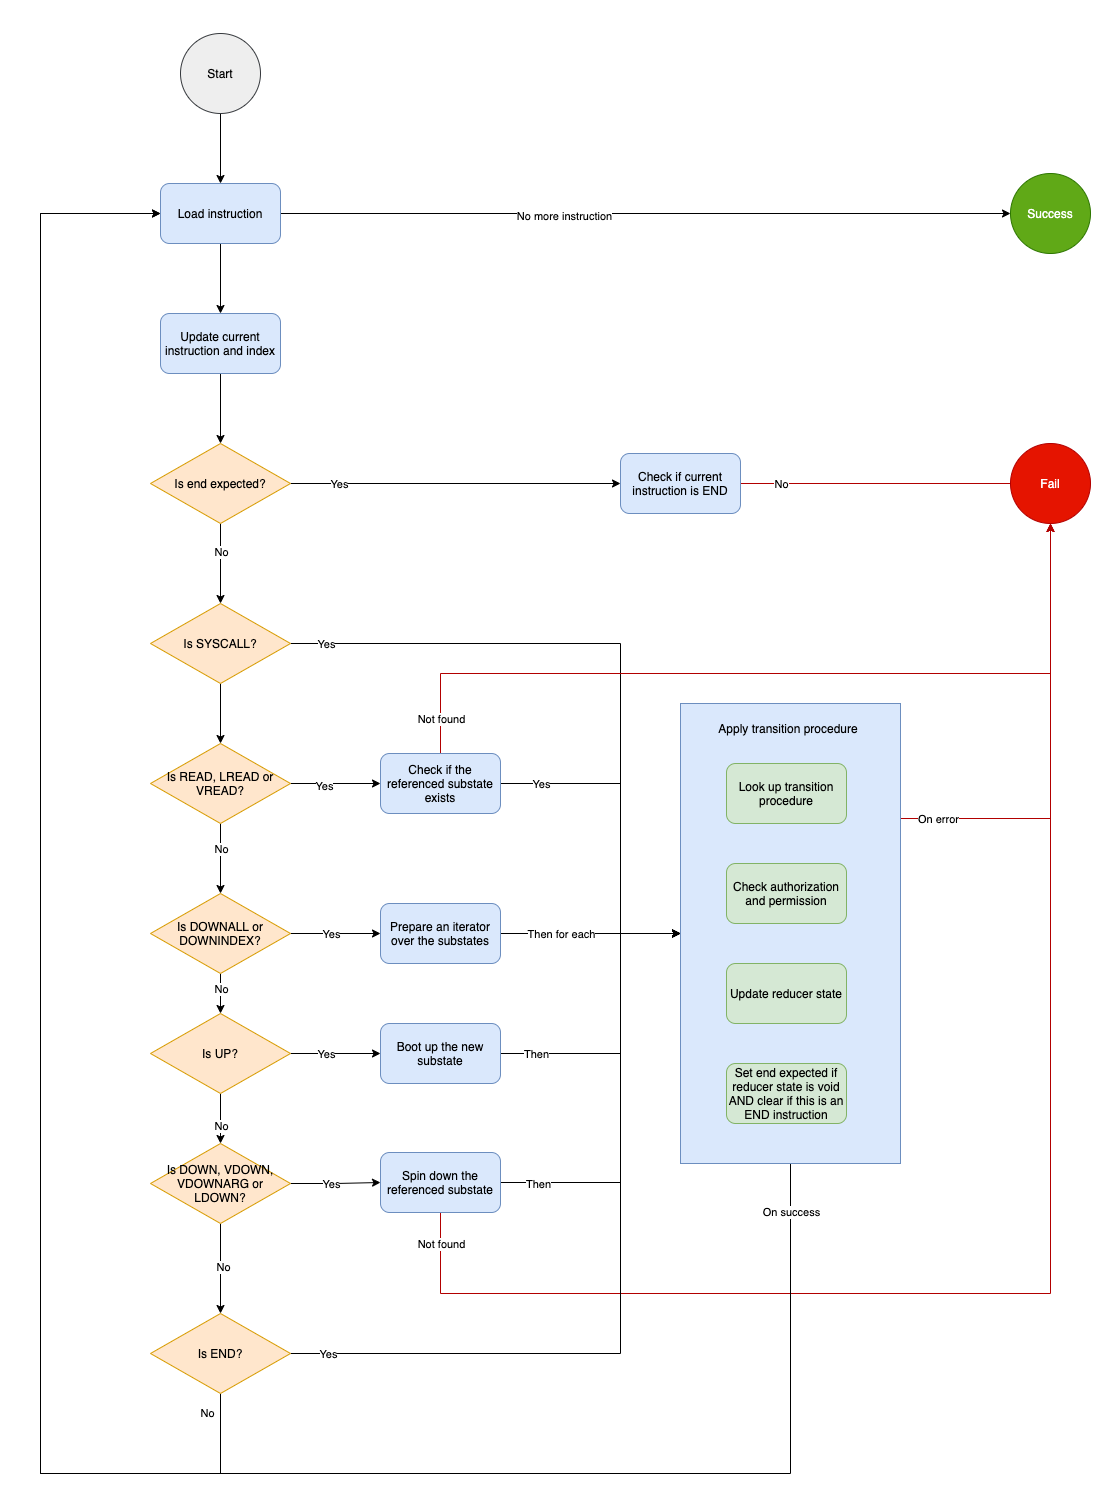 Start
Load instruction
No more instruction
Success
Update current
instruction and index
Is end expected?
Yes
Check if current
instruction is END
No
Fail
No
Is SYSCALL?
Yes
Not found
Is READ, LREAD or
VREAD?
Yes
Check if the
referenced substate
exists
Yes
No
Apply transition procedure
Look up transition
procedure
On error
Check authorization
and permission
Is DOWNALL or
DOWNINDEX?
Yes
Prepare an iterator
over the substates
Then for each
No
Update reducer state
Is UP?
Yes
Boot up the new
substate
Then
Set end expected if
reducer state is void
AND clear if this is an
END instruction
No
Is DOWN, VDOWN,
VDOWNARG or
LDOWN?
Yes
Spin down the
referenced substate
Then
On success
Not found
No
Is END?
Yes
No